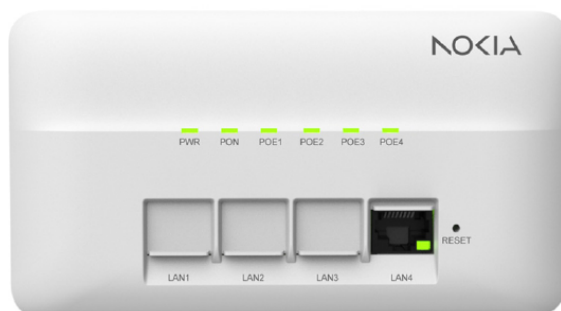 NOKIA
PWR PON POE1 POE2 POE3 POE4
RESET
LAN1 LAN2 LAN3 LAN4